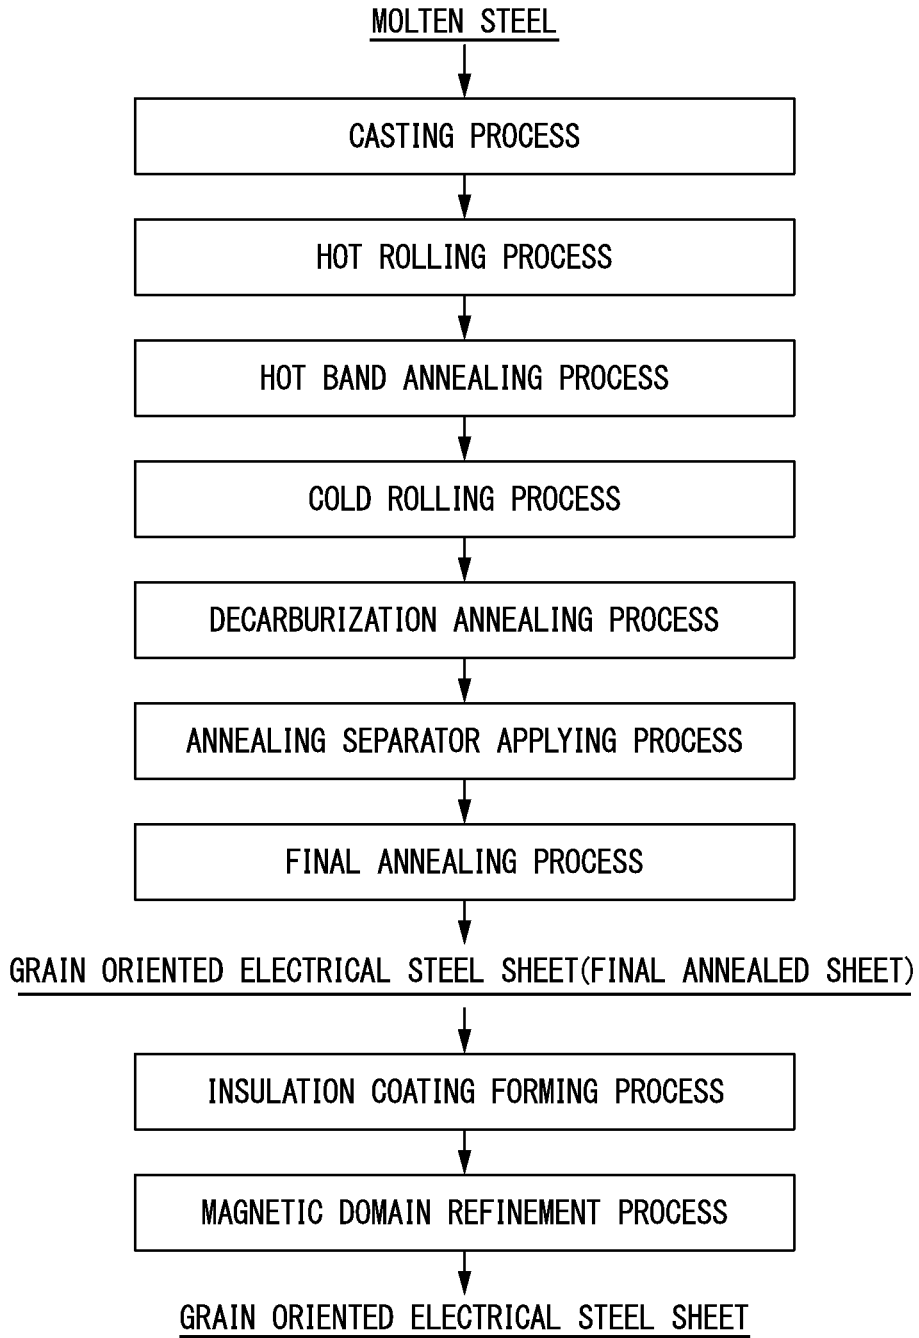 MOLTEN STEEL
CASTING PROCESS
HOT ROLLING PROCESS
HOT BAND ANNEALING PROCESS
COLD ROLLING PROCESS
DECARBURIZATION ANNEALING PROCESS
ANNEALING SEPARATOR APPLYING PROCESS
FINAL ANNEALING PROCESS
GRAIN ORIENTED ELECTRICAL STEEL SHEET(FINAL ANNEALED SHEET)
INSULATION COATING FORMING PROCESS
MAGNETIC DOMAIN REFINEMENT PROCESS
GRAIN ORIENTED ELECTRICAL STEEL SHEET